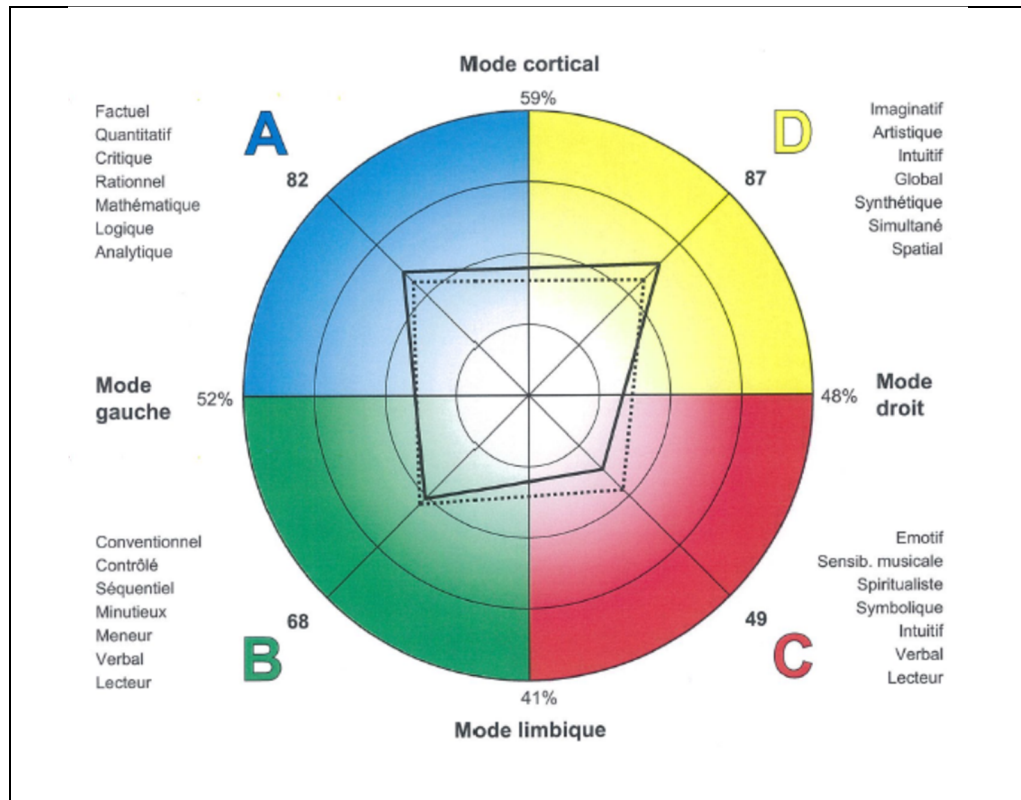 Mode cortical
59%
Factuel
Quantitatif
Critique
Rationnel
Mathématique
Logique
Analytique
A
82
D
87
Imaginatif
Artistique
Intuitif
Global
Synthétique
Simultané
Spatial
Mode
gauche
52%
48%
Mode
droit
Conventionnel
Contrôlé
Séquentiel
Minutieux
Meneur
Verbal
Lecteur
68
B
49
C
Emotif
Sensib. musicale
Spiritualiste
Symbolique
Intuitif
Verbal
Lecteur
41%
Mode limbique